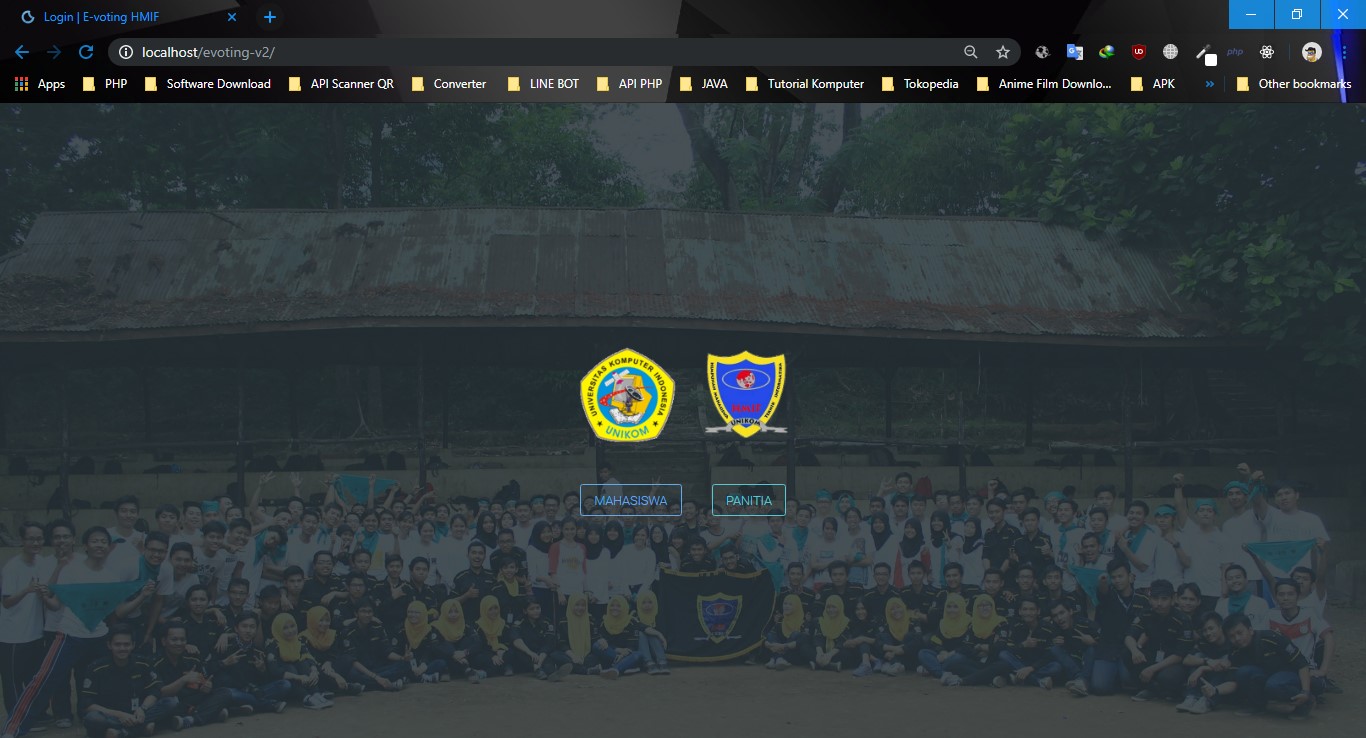 Login | E-voting HMIF
localhost/evoting-v2/
php
Apps PHP Software Download API Scanner QR Converter LINE BOT API PHP JAVA Tutorial Komputer Tokopedia Anime Film Downlo... APK » Other bookmarks
UNIVERSITAS KOMPUTER INDONESIA
UNIKOM
HMIF
UNIKOM
MAHASISWA
PANITIA